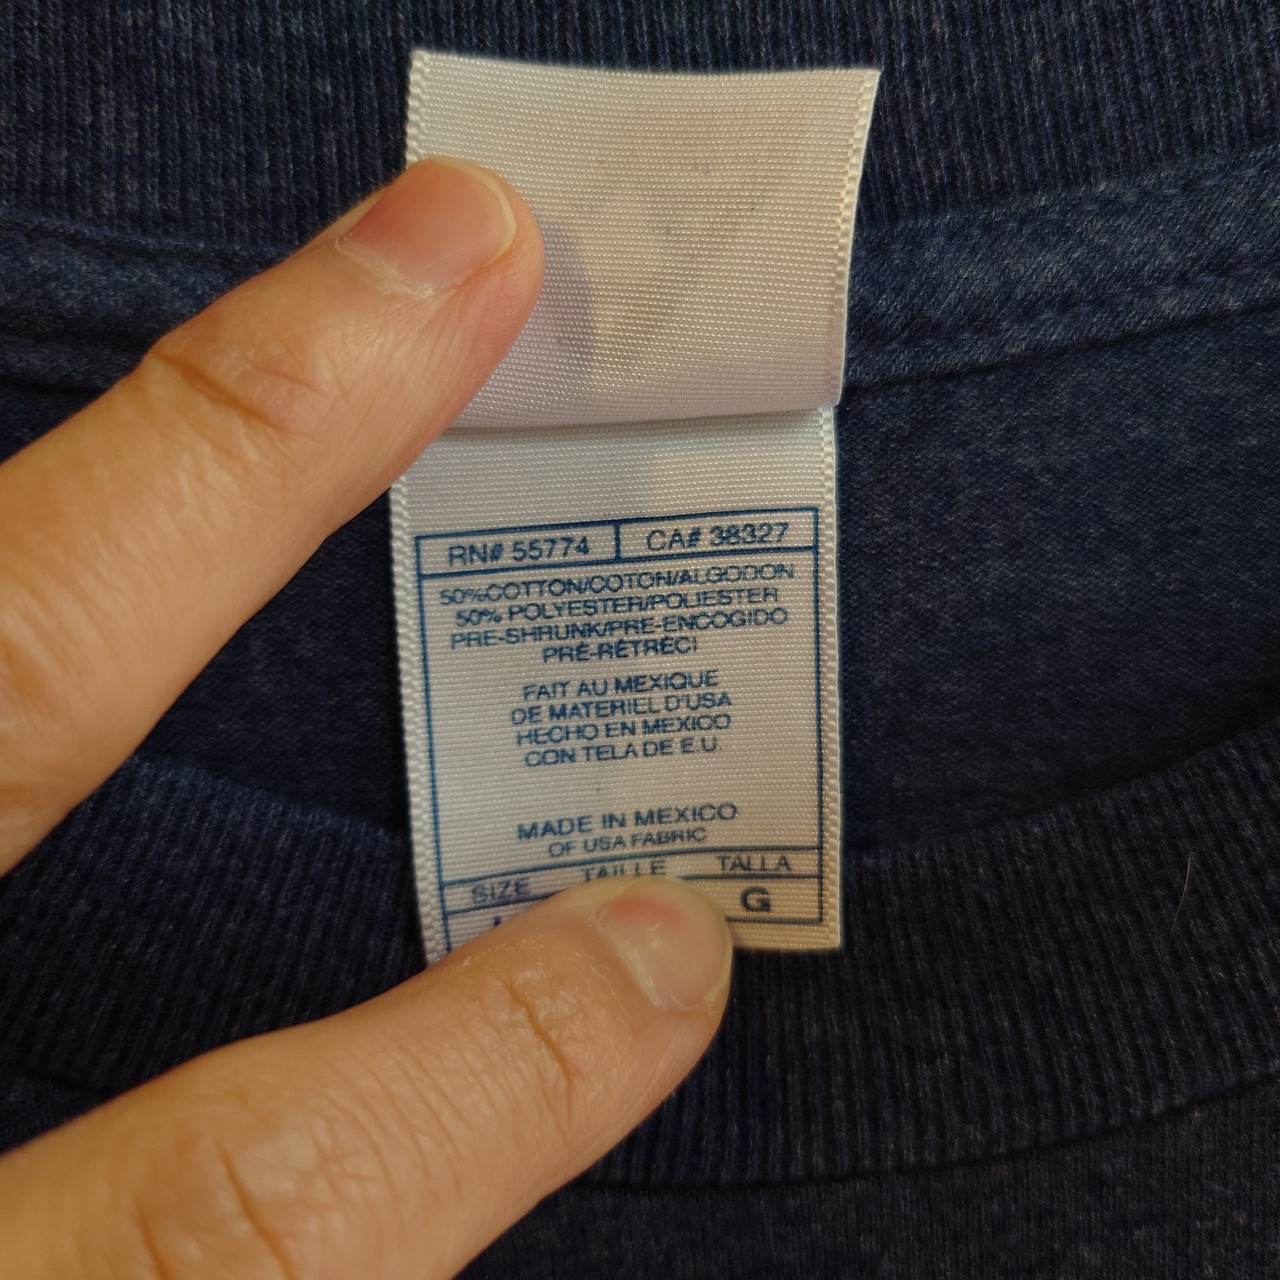 RN# 55774 CA# 38327
50%COTTON/COTON/ALGODON
50% POLYESTER/POLIESTER
PRE-SHRUNK/PRE-ENCOGIDO
PRÉ-RÉTRÉCI
FAIT AU MEXIQUE
DE MATERIEL D'USA
HECHO EN MEXICO
CON TELA DE E.U.
MADE IN MEXICO
OF USA FABRIC
SIZE TAILLE TALLA
G